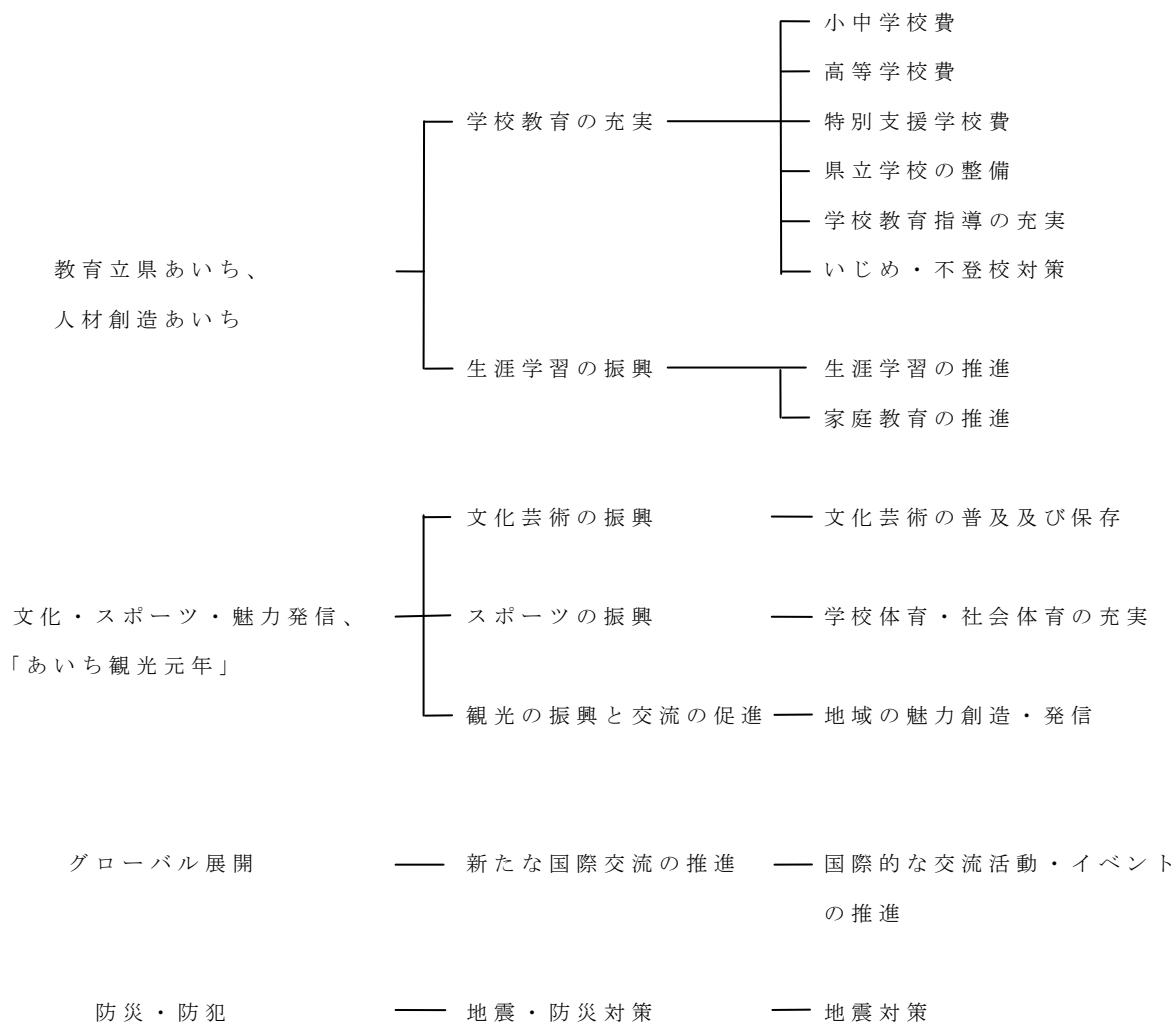 小中学校費
高等学校費
学校教育の充実
特別支援学校費
県立学校の整備
学校教育指導の充実
教育立県あいち、
人材創造あいち
いじめ・不登校対策
生涯学習の振興
生涯学習の推進
家庭教育の推進
文化芸術の振興
文化芸術の普及及び保存
文化・スポーツ・魅力発信、
「あいち観光元年」
スポーツの振興
学校体育・社会体育の充実
観光の振興と交流の促進
地域の魅力創造・発信
グローバル展開
新たな国際交流の推進
国際的な交流活動・イベント
の推進
防災・防犯
地震・防災対策
地震対策